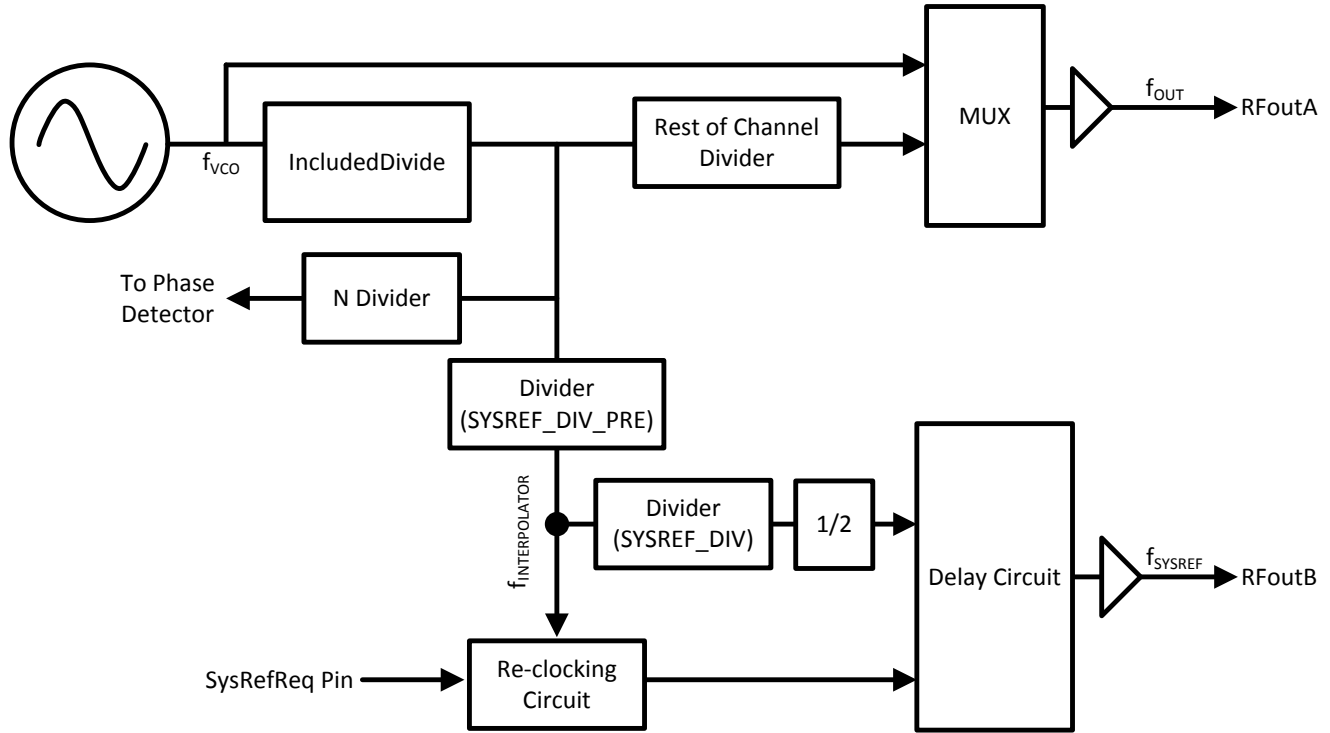 MUX
fOUT
RFoutA
Rest of Channel
Divider
fVCO
IncludedDivide
To Phase
Detector
N Divider
Divider
(SYSREF_DIV_PRE)
fINTERPOLATOR
Divider
(SYSREF_DIV)
1/2
Delay Circuit
fSYSREF
RFoutB
SysRefReq Pin
Re-clocking
Circuit